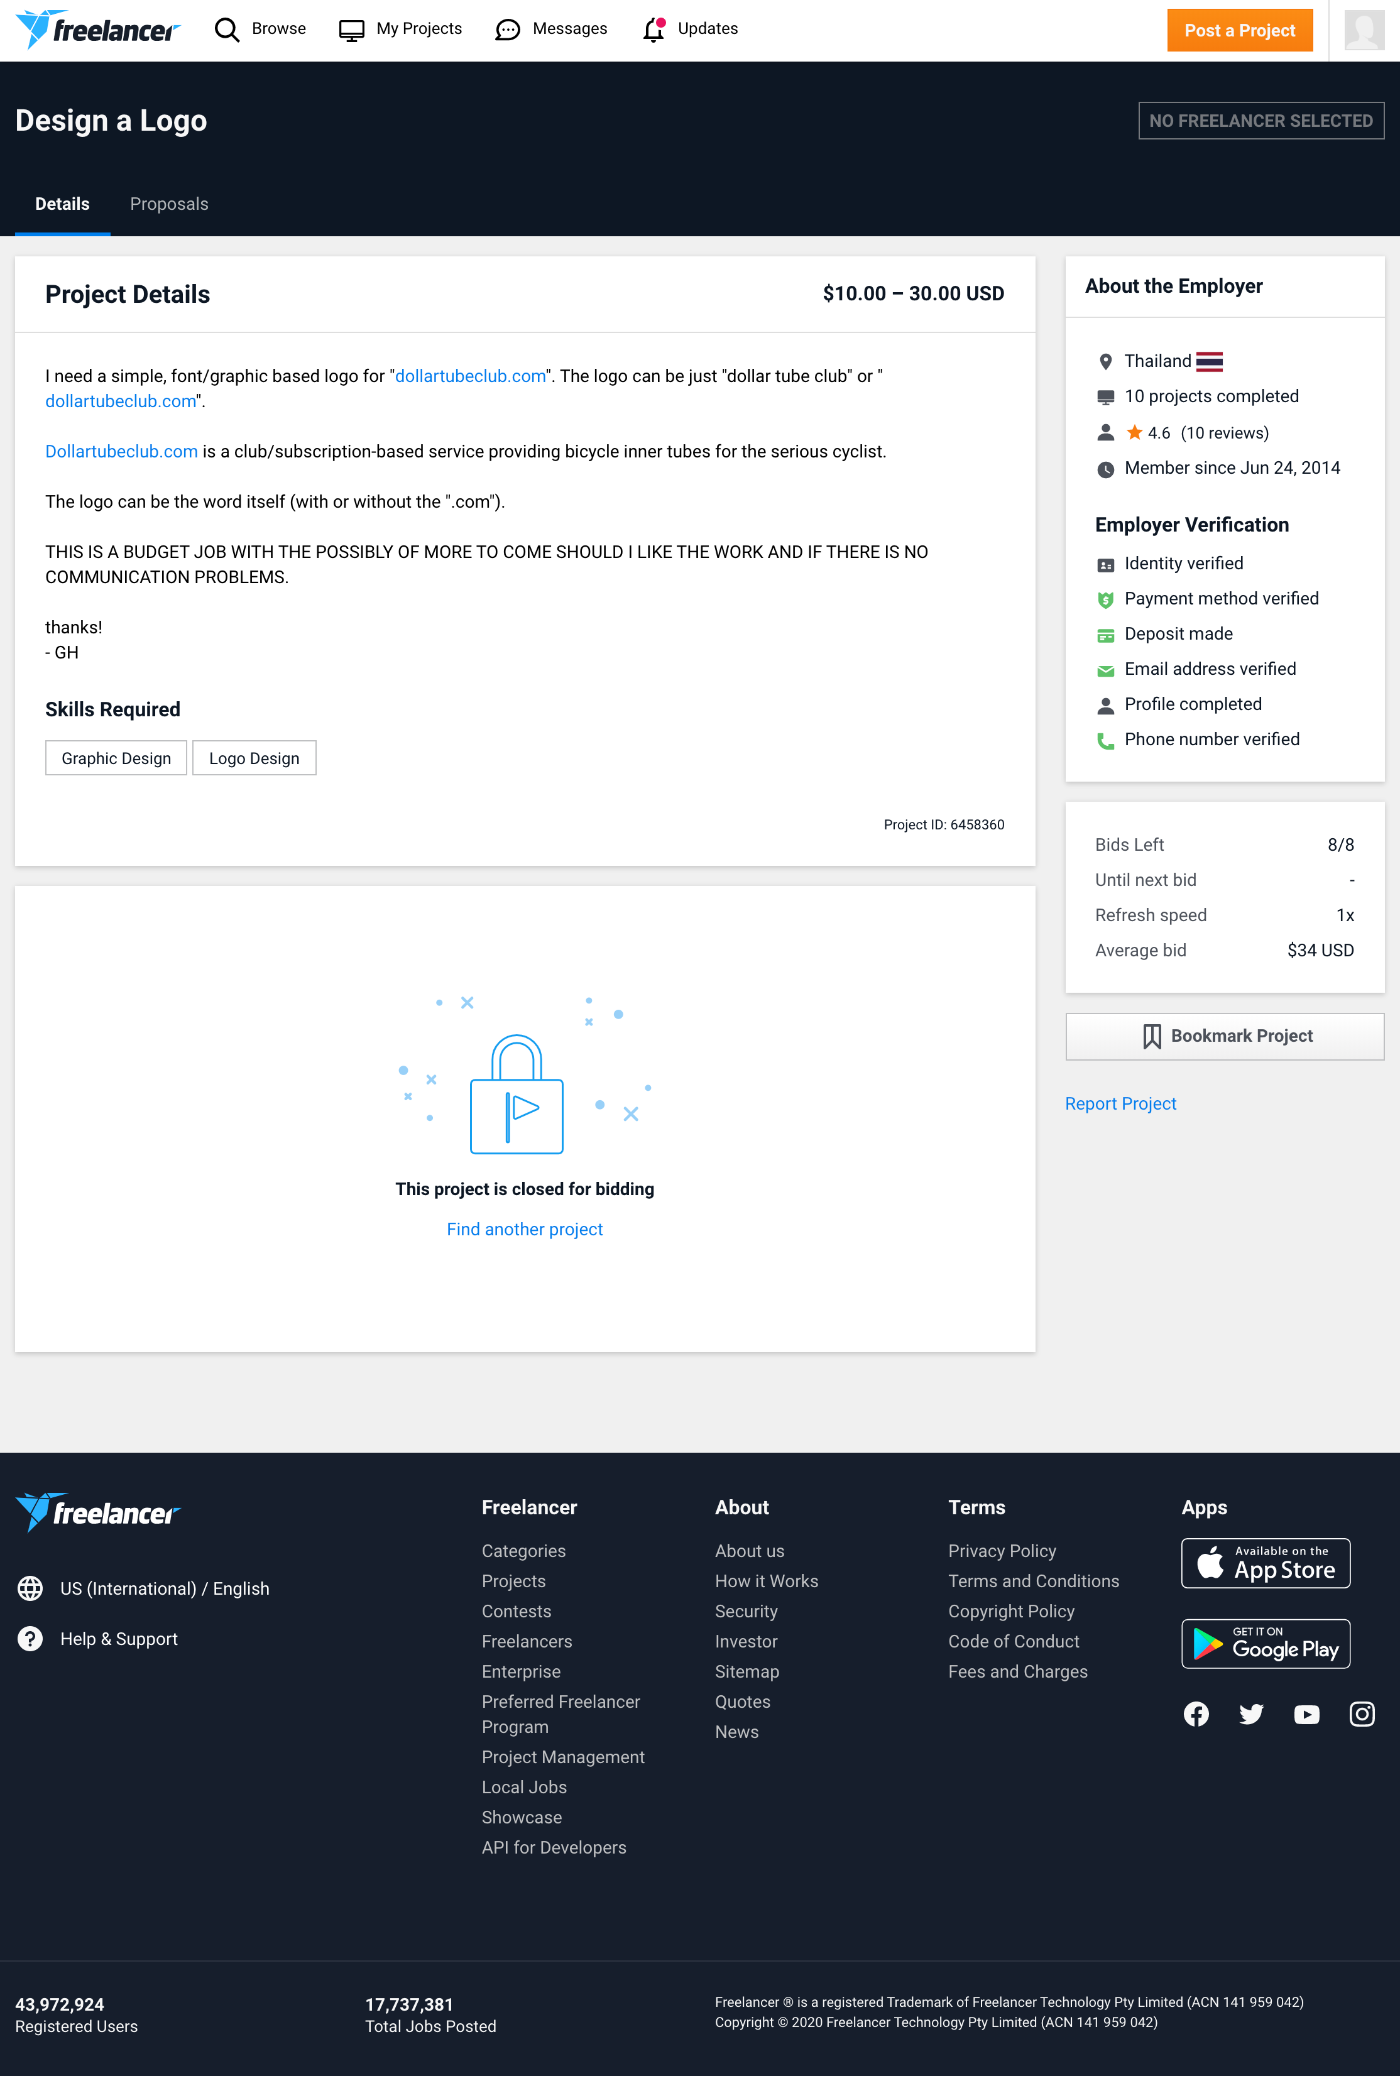 freelancer
Browse
My Projects
Messages
Updates
Post a Project
Design a Logo
NO FREELANCER SELECTED
Details
Proposals
Project Details
$10.00 – 30.00 USD
I need a simple, font/graphic based logo for "dollartubeclub.com". The logo can be just "dollar tube club" or "
dollartubeclub.com".
Dollartubeclub.com is a club/subscription-based service providing bicycle inner tubes for the serious cyclist.
The logo can be the word itself (with or without the ".com").
THIS IS A BUDGET JOB WITH THE POSSIBLY OF MORE TO COME SHOULD I LIKE THE WORK AND IF THERE IS NO
COMMUNICATION PROBLEMS.
thanks!
- GH
Skills Required
Graphic Design
Logo Design
Project ID: 6458360
This project is closed for bidding
Find another project
About the Employer
Thailand
10 projects completed
4.6 (10 reviews)
Member since Jun 24, 2014
Employer Verification
Identity verified
Payment method verified
Deposit made
Email address verified
Profile completed
Phone number verified
Bids Left 8/8
Until next bid -
Refresh speed 1x
Average bid $34 USD
Bookmark Project
Report Project
freelancer
US (International) / English
Help & Support
Freelancer
Categories
Projects
Contests
Freelancers
Enterprise
Preferred Freelancer
Program
Project Management
Local Jobs
Showcase
API for Developers
About
About us
How it Works
Security
Investor
Sitemap
Quotes
News
Terms
Privacy Policy
Terms and Conditions
Copyright Policy
Code of Conduct
Fees and Charges
Apps
Available on the
App Store
GET IT ON
Google Play
43,972,924
Registered Users
17,737,381
Total Jobs Posted
Freelancer ® is a registered Trademark of Freelancer Technology Pty Limited (ACN 141 959 042)
Copyright © 2020 Freelancer Technology Pty Limited (ACN 141 959 042)